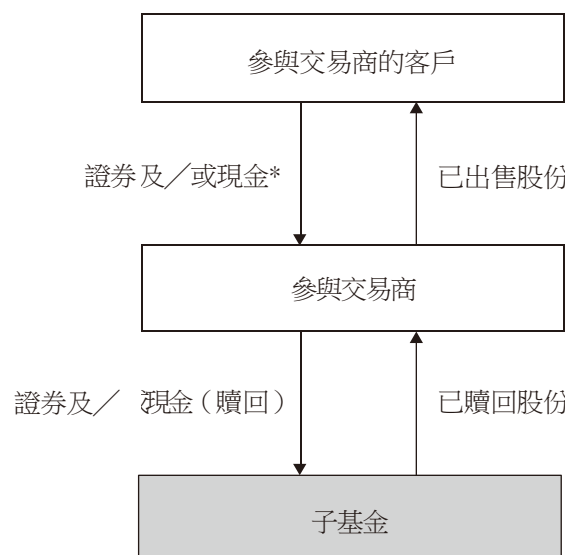 參與交易商的客戶
證券及／或現金*
已出售股份
參與交易商
證券及／ 現金（贖回）
已贖回股份
子基金